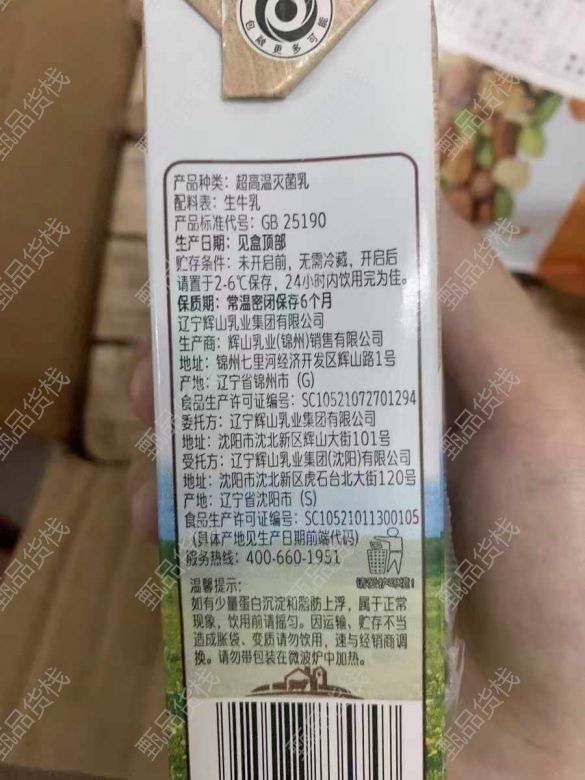 包融更多可能
产品种类：超高温灭菌乳
配料表：生牛乳
产品标准代号：GB 25190
生产日期：见盒顶部
贮存条件：未开启前，无需冷藏，开启后
请置于2-6℃保存，24小时内饮用完为佳。
保质期：常温密闭保存6个月
辽宁辉山乳业集团有限公司
生产商：辉山乳业(锦州)销售有限公司
地址：锦州七里河经济开发区辉山路1号
产地：辽宁省锦州市 (G)
食品生产许可证编号：SC10521072701294
委托方：辽宁辉山乳业集团有限公司
地址：沈阳市沈北新区辉山大街101号
受托方：辽宁辉山乳业集团(沈阳)有限公司
地址：沈阳市沈北新区虎石台北大街120号
产地：辽宁省沈阳市 (S)
食品生产许可证编号：SC10521011300105
(具体产地见生产日期前端代码)
服务热线：400-660-1951
温馨提示：
如有少量蛋白沉淀和脂肪上浮，属于正常
现象，饮用前请摇匀。因运输、贮存不当
造成胀袋、变质请勿饮用，速与经销商调
换。请勿带包装在微波炉中加热。
甄品货栈